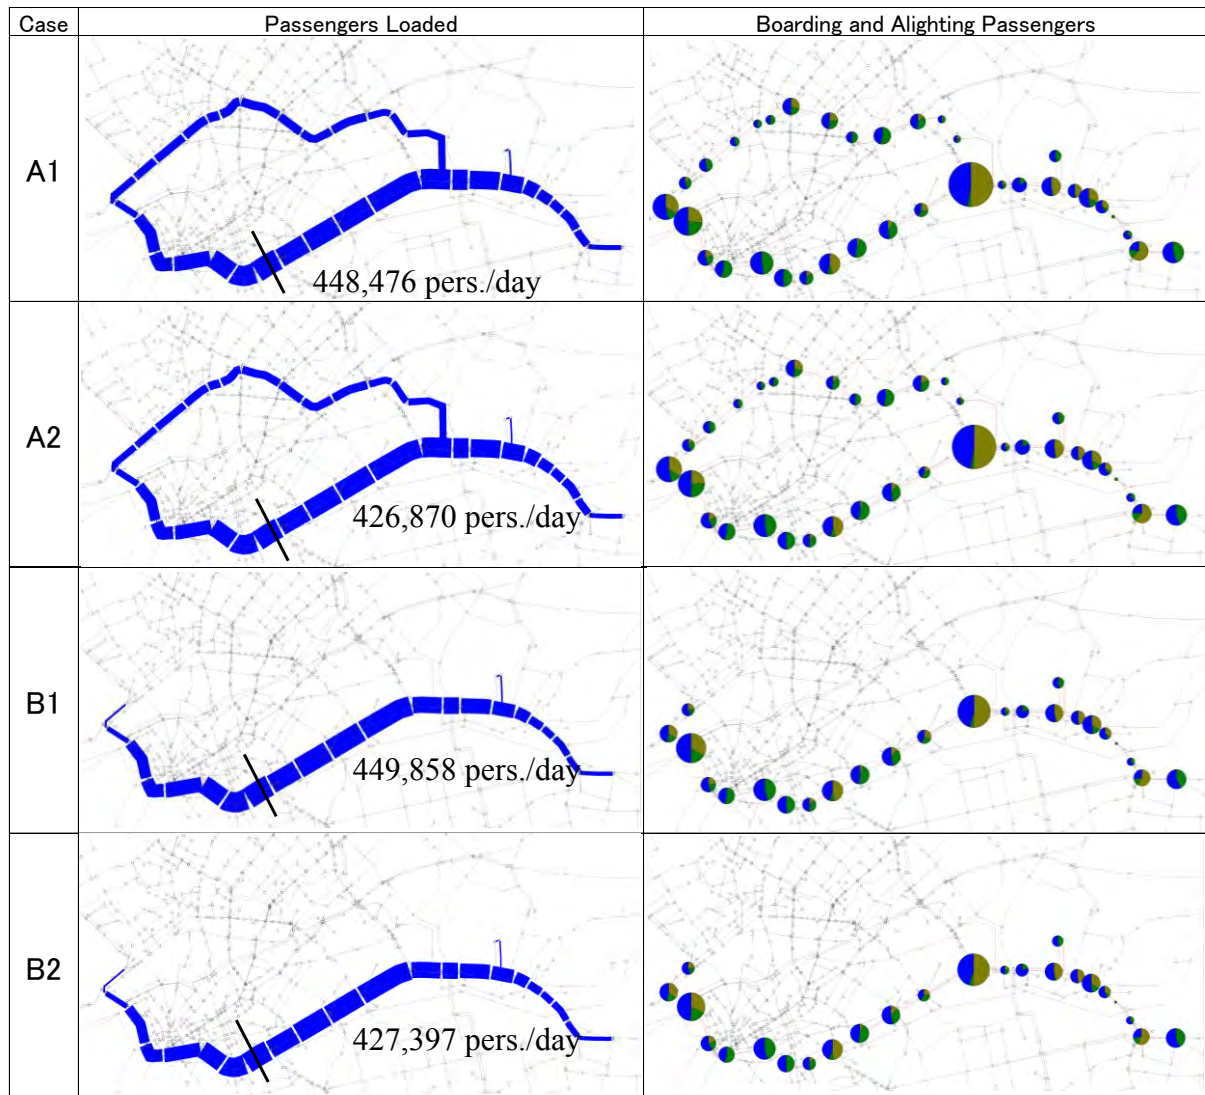 Case Passengers Loaded Boarding and Alighting Passengers
A1
448,476 pers./day
A2
426,870 pers./day
B1
449,858 pers./day
B2
427,397 pers./day